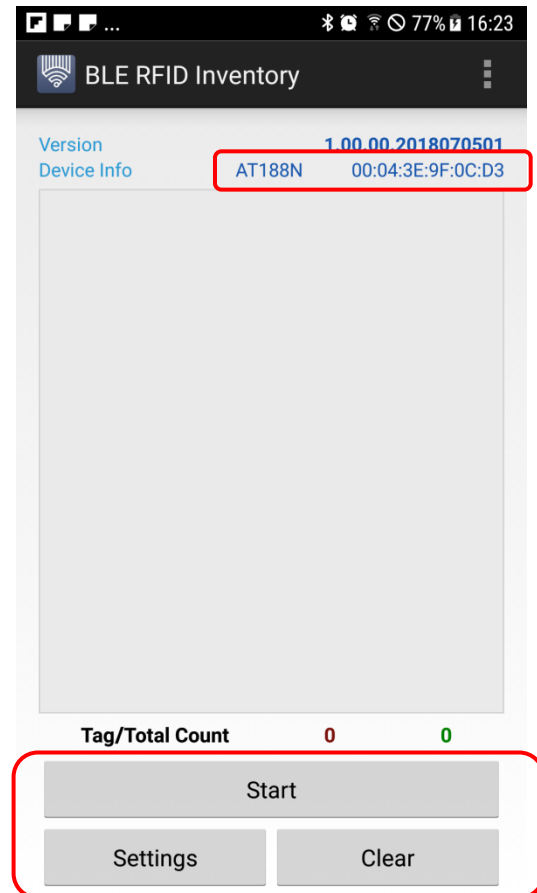 ... 77% 16:23
BLE RFID Inventory
Version 1.00.00.2018070501
Device Info AT188N 00:04:3E:9F:0C:D3
Tag/Total Count 0 0
Start
Settings Clear